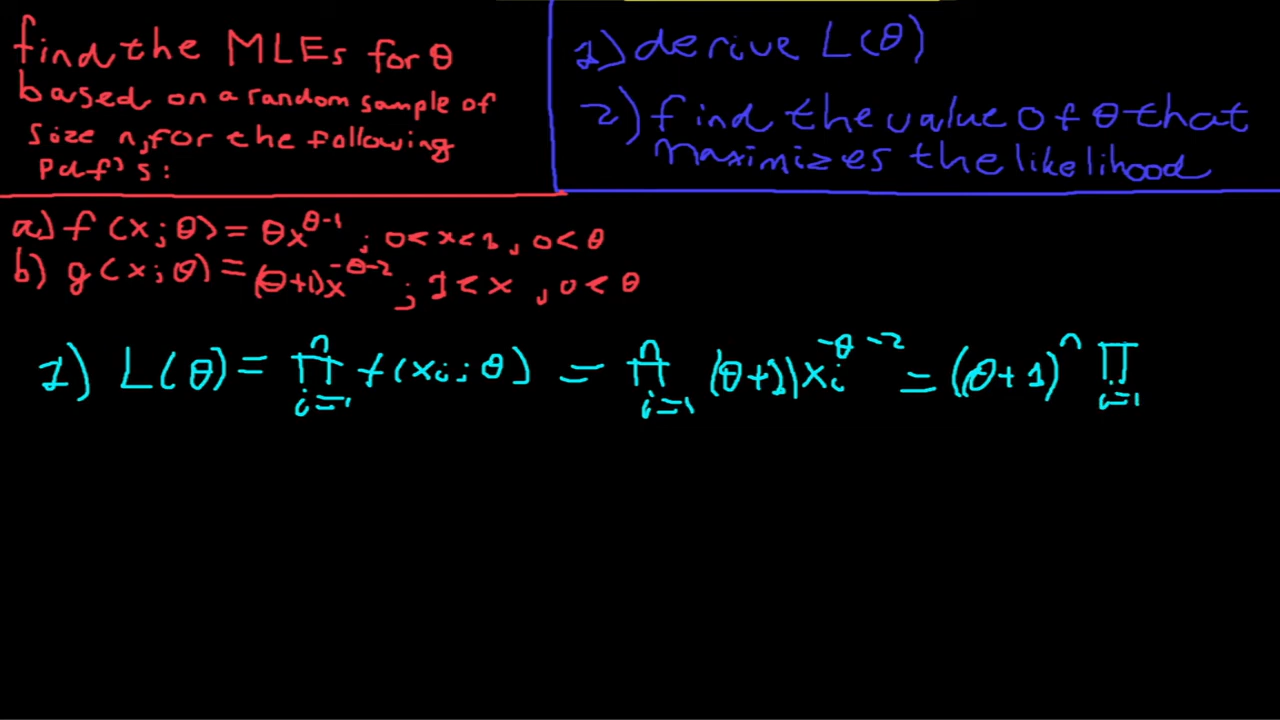 find the MLEs for θ
based on a random sample of
size n, for the following
pdf's:
1) derive L(θ)
2) find the value of θ that
maximizes the likelihood
a) f(x;θ) = θx^{θ-1} ; 0<x<1, 0<θ
b) g(x;θ) = (θ+1)x^{-θ-2} ; 1<x , 0<θ
1) L(θ) = ∏_{i=1}^{n} f(x_i;θ) = ∏_{i=1}^{n} (θ+1)x_i^{-θ-2} = (θ+1)^n ∏_{i=1}